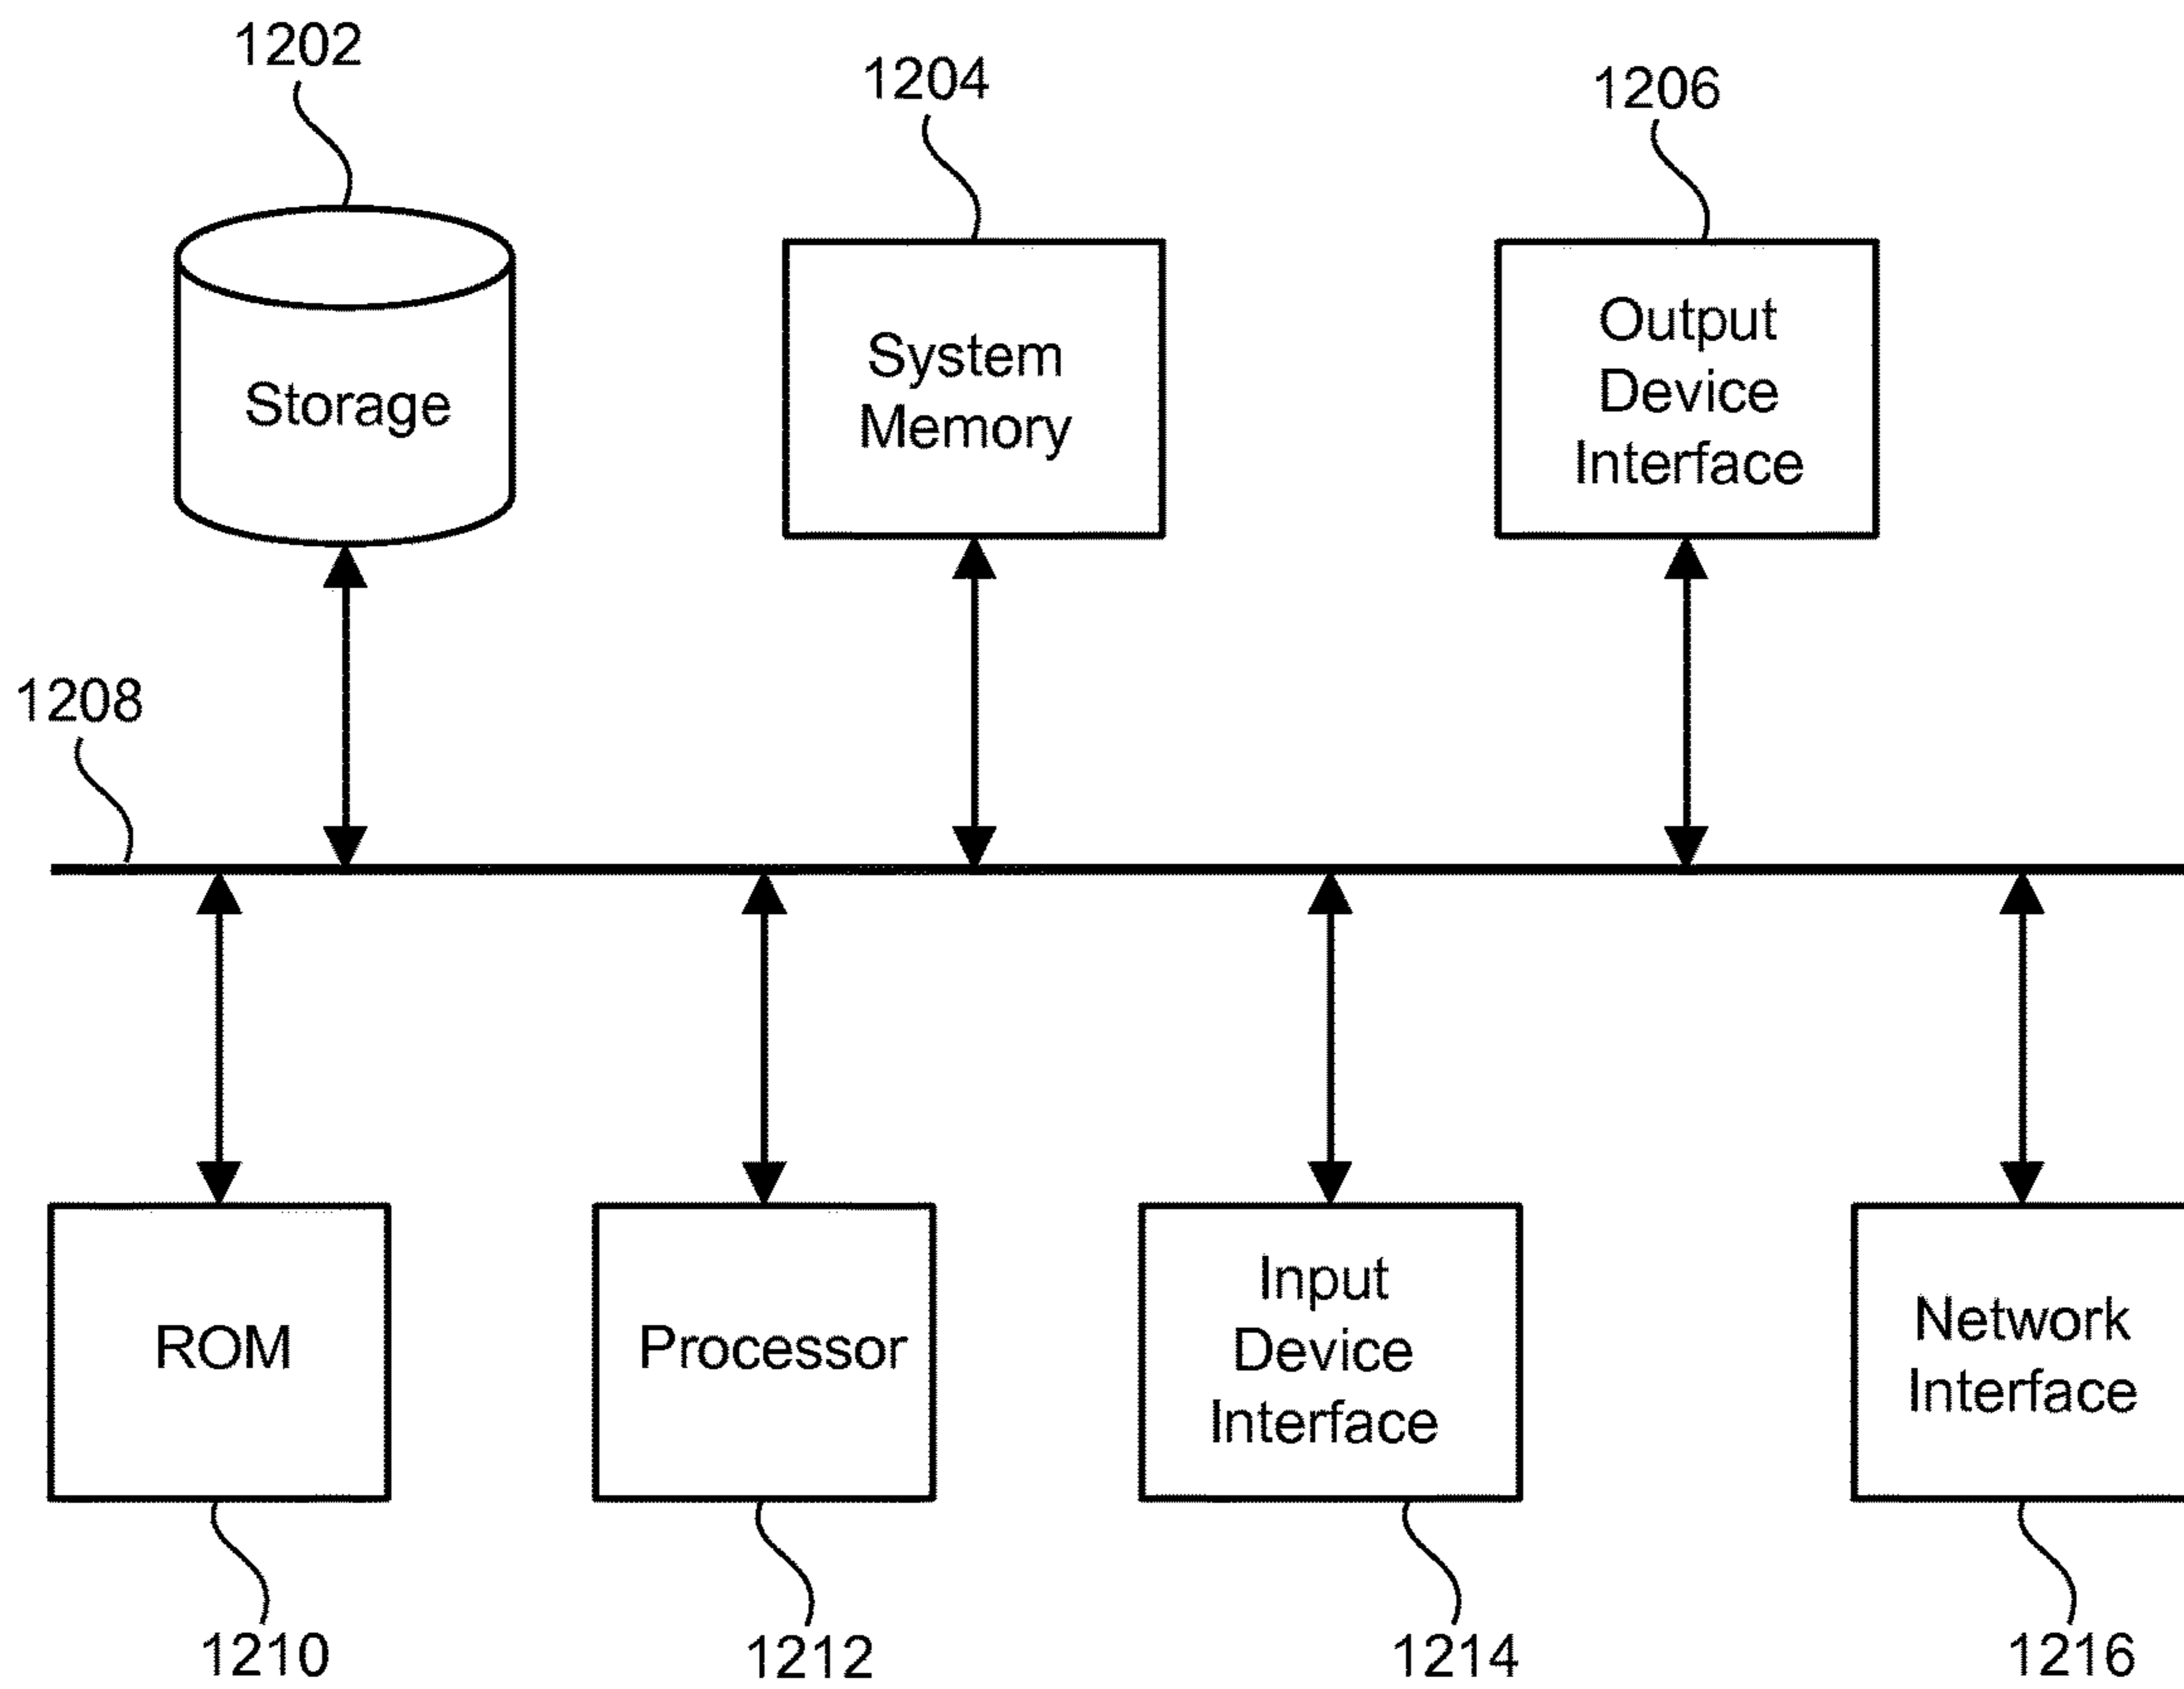 1202
1204
1206
Storage
System
Memory
Output
Device
Interface
1208
ROM
Processor
Input
Device
Interface
Network
Interface
1210
1212
1214
1216